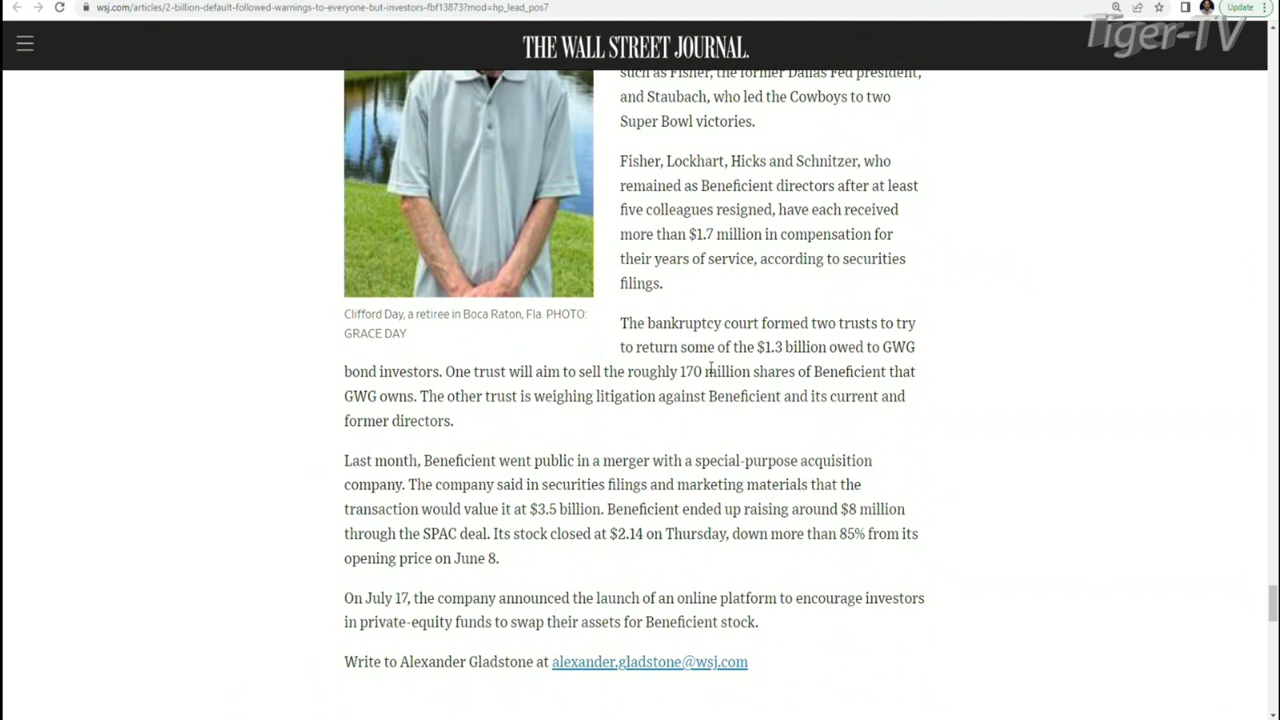 wsj.com/articles/2-billion-default-followed-warnings-to-everyone-but-investors-fbf13873?mod=hp_lead_pos7
Update
Tiger-TV
THE WALL STREET JOURNAL.
such as Fisher, the former Dallas Fed president,
and Staubach, who led the Cowboys to two
Super Bowl victories.
Fisher, Lockhart, Hicks and Schnitzer, who
remained as Beneficient directors after at least
five colleagues resigned, have each received
more than $1.7 million in compensation for
their years of service, according to securities
filings.
Clifford Day, a retiree in Boca Raton, Fla. PHOTO:
GRACE DAY
The bankruptcy court formed two trusts to try
to return some of the $1.3 billion owed to GWG
bond investors. One trust will aim to sell the roughly 170 million shares of Beneficient that
GWG owns. The other trust is weighing litigation against Beneficient and its current and
former directors.
Last month, Beneficient went public in a merger with a special-purpose acquisition
company. The company said in securities filings and marketing materials that the
transaction would value it at $3.5 billion. Beneficient ended up raising around $8 million
through the SPAC deal. Its stock closed at $2.14 on Thursday, down more than 85% from its
opening price on June 8.
On July 17, the company announced the launch of an online platform to encourage investors
in private-equity funds to swap their assets for Beneficient stock.
Write to Alexander Gladstone at alexander.gladstone@wsj.com